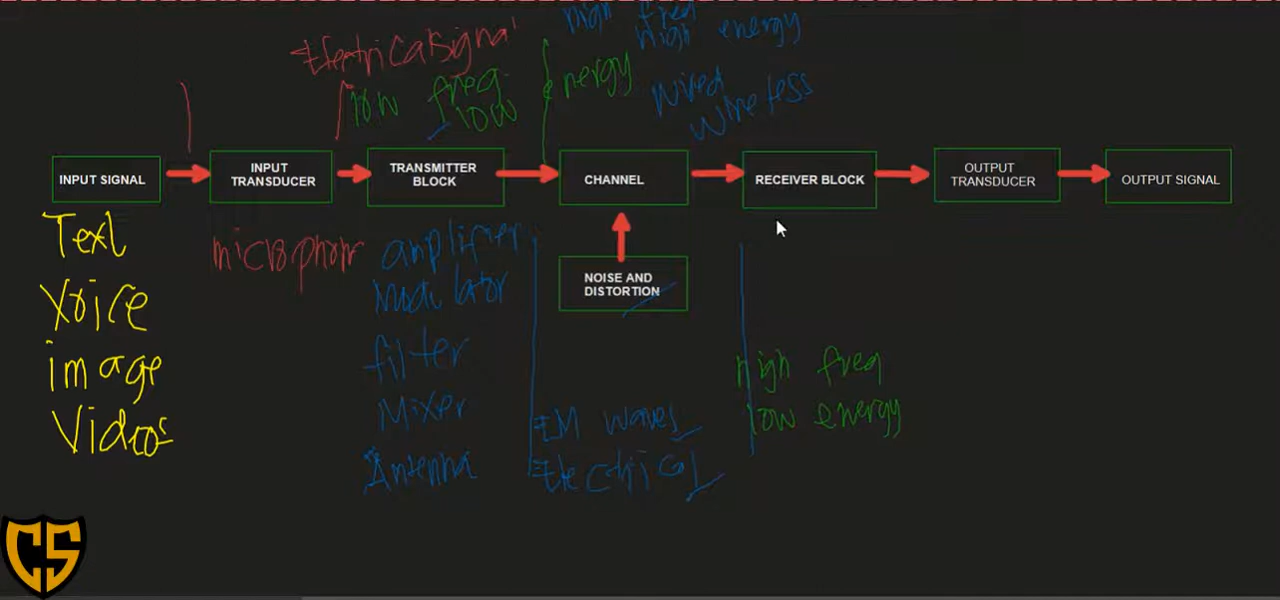 high freq
high energy
Electrical signal
low freq
low energy
wired
wireless
INPUT SIGNAL
INPUT
TRANSDUCER
TRANSMITTER
BLOCK
CHANNEL
RECEIVER BLOCK
OUTPUT
TRANSDUCER
OUTPUT SIGNAL
NOISE AND
DISTORTION
Text
Voice
image
Videos
microphone
amplifier
Modulator
filter
Mixer
Antenna
EM waves
Electrical
high freq
low energy
CS